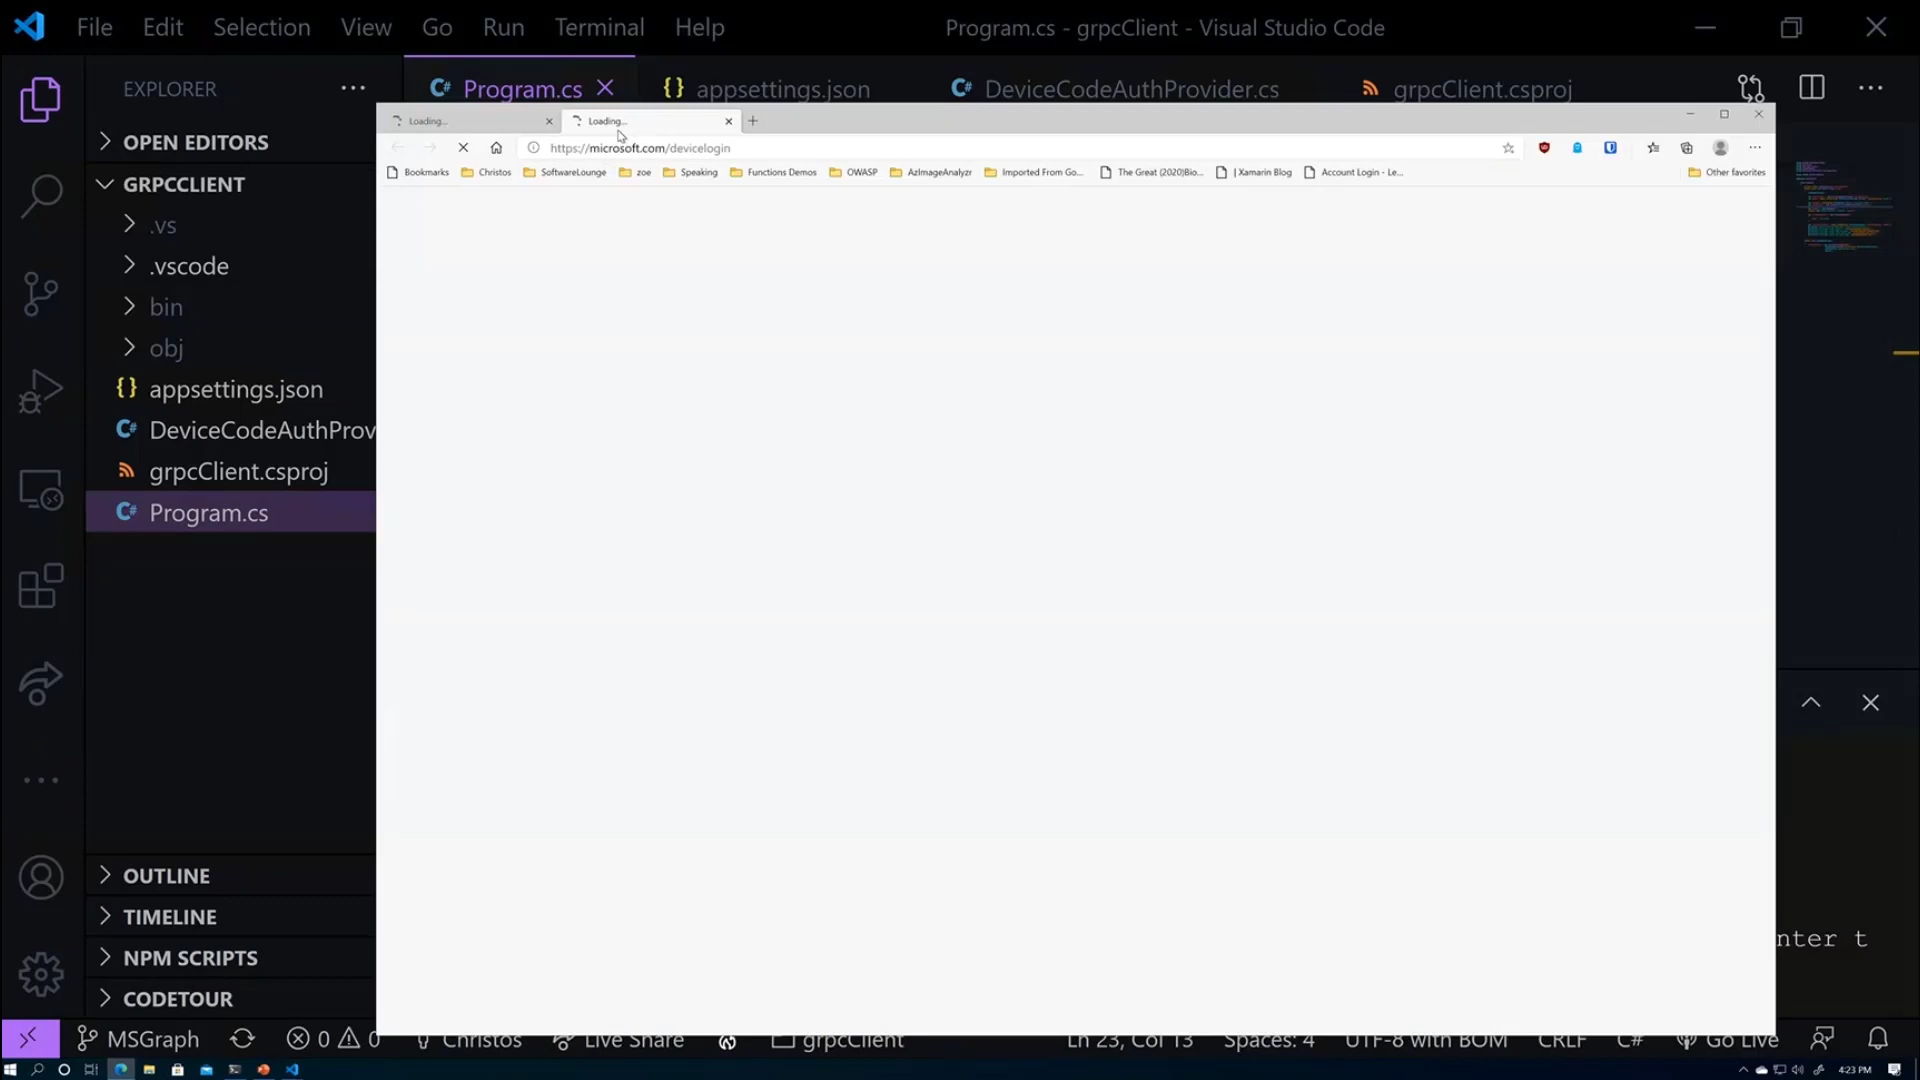 File Edit Selection View Go Run Terminal Help Program.cs - grpcClient - Visual Studio Code
EXPLORER
Program.cs
appsettings.json
DeviceCodeAuthProvider.cs
grpcClient.csproj
OPEN EDITORS
GRPCCLIENT
.vs
.vscode
bin
obj
appsettings.json
DeviceCodeAuthProv
grpcClient.csproj
Program.cs
OUTLINE
TIMELINE
NPM SCRIPTS
CODETOUR
Loading...
Loading...
https://microsoft.com/devicelogin
Bookmarks Christos SoftwareLounge zoe Speaking Functions Demos OWASP AzImageAnalyzr Imported From Go... The Great (2020)Bio... | Xamarin Blog Account Login - Le... Other favorites
nter t
MSGraph 0 0 Christos Live Share grpcClient Ln 23, Col 13 Spaces: 4 UTF-8 with BOM CRLF C# Go Live
4:23 PM